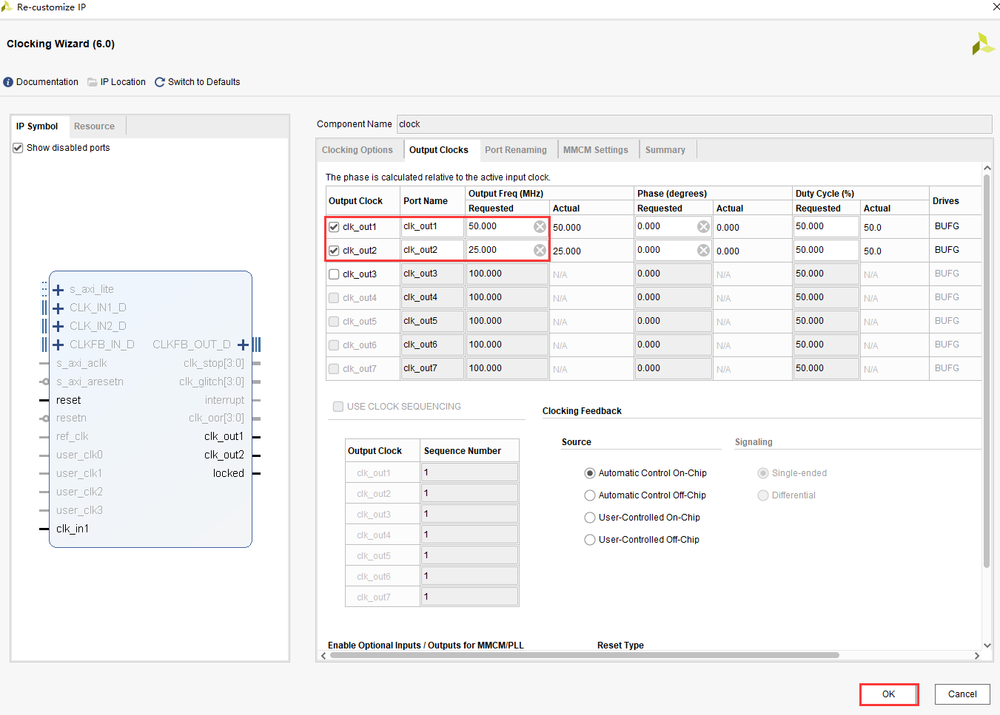 Re-customize IP
Clocking Wizard (6.0)
Documentation IP Location Switch to Defaults
IP Symbol Resource
Show disabled ports
s_axi_lite
CLK_IN1_D
CLK_IN2_D
CLKFB_IN_D CLKFB_OUT_D
s_axi_aclk clk_stop[3:0]
s_axi_aresetn clk_glitch[3:0]
reset interrupt
resetn clk_oor[3:0]
ref_clk clk_out1
user_clk0 clk_out2
user_clk1 locked
user_clk2
user_clk3
clk_in1
Component Name clock
Clocking Options Output Clocks Port Renaming MMCM Settings Summary
The phase is calculated relative to the active input clock.
Output Clock Port Name Output Freq (MHz) Phase (degrees) Duty Cycle (%) Drives
Requested Actual Requested Actual Requested Actual
clk_out1 clk_out1 50.000 50.000 0.000 0.000 50.000 50.0 BUFG
clk_out2 clk_out2 25.000 25.000 0.000 0.000 50.000 50.0 BUFG
clk_out3 clk_out3 100.000 N/A 0.000 N/A 50.000 N/A BUFG
clk_out4 clk_out4 100.000 N/A 0.000 N/A 50.000 N/A BUFG
clk_out5 clk_out5 100.000 N/A 0.000 N/A 50.000 N/A BUFG
clk_out6 clk_out6 100.000 N/A 0.000 N/A 50.000 N/A BUFG
clk_out7 clk_out7 100.000 N/A 0.000 N/A 50.000 N/A BUFG
USE CLOCK SEQUENCING
Output Clock Sequence Number
clk_out1 1
clk_out2 1
clk_out3 1
clk_out4 1
clk_out5 1
clk_out6 1
clk_out7 1
Clocking Feedback
Source Signaling
Automatic Control On-Chip Single-ended
Automatic Control Off-Chip Differential
User-Controlled On-Chip
User-Controlled Off-Chip
Enable Optional Inputs / Outputs for MMCM/PLL Reset Type
OK Cancel